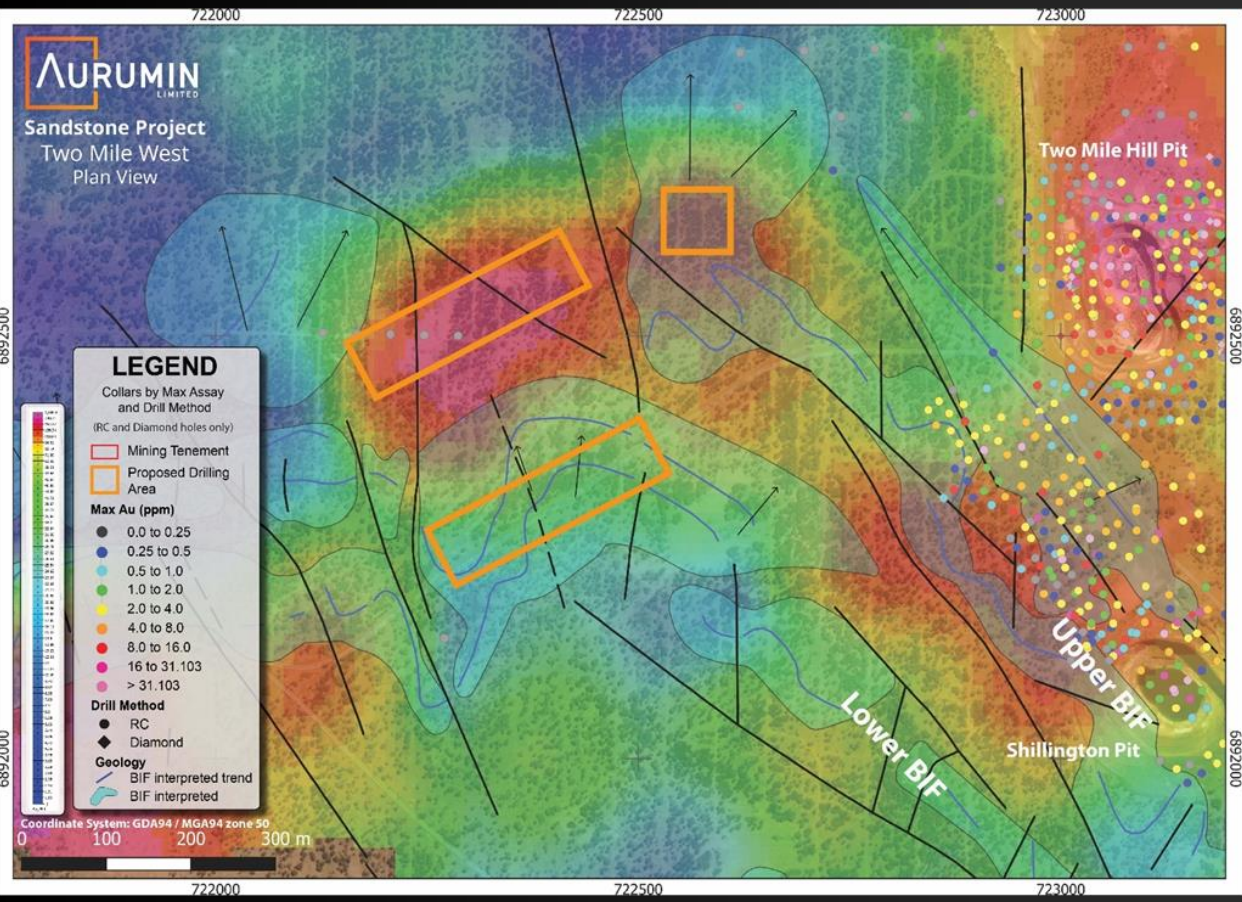 722000
722500
723000
AURUMIN
LIMITED
Sandstone Project
Two Mile West
Plan View
Two Mile Hill Pit
6892500
6892500
LEGEND
Collars by Max Assay
and Drill Method
(RC and Diamond holes only)
Mining Tenement
Proposed Drilling
Area
Max Au (ppm)
0.0 to 0.25
0.25 to 0.5
0.5 to 1.0
1.0 to 2.0
2.0 to 4.0
4.0 to 8.0
8.0 to 16.0
16 to 31.103
> 31.103
Drill Method
RC
Diamond
Geology
BIF interpreted trend
BIF interpreted
Upper BIF
Lower BIF
Shillington Pit
6892000
6892000
Coordinate System: GDA94 / MGA94 zone 50
0 100 200 300 m
722000
722500
723000